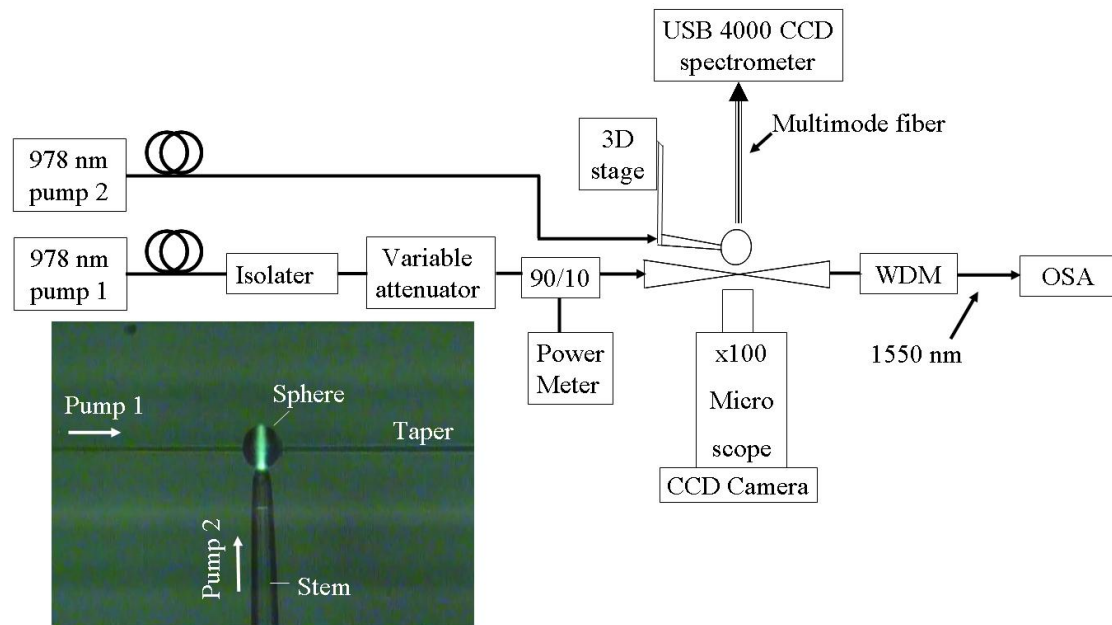 USB 4000 CCD
spectrometer
Multimode fiber
3D
stage
978 nm
pump 2
978 nm
pump 1
Isolater
Variable
attenuator
90/10
WDM
OSA
Power
Meter
x100
Micro
scope
CCD Camera
1550 nm
Pump 1
Sphere
Taper
Pump 2
Stem